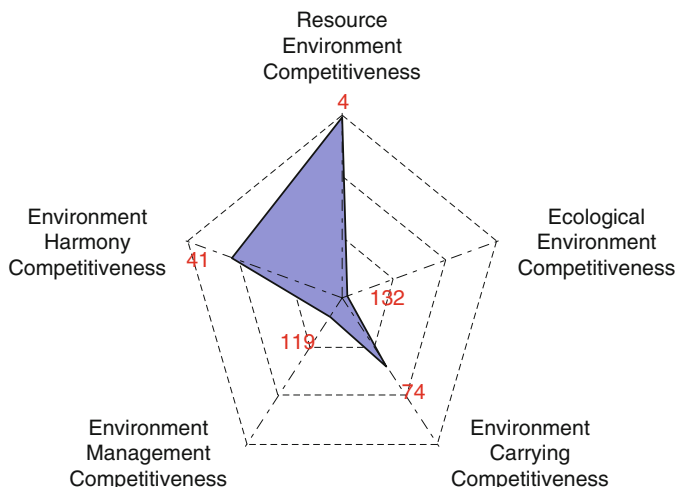 Resource
Environment
Competitiveness
4
Environment
Harmony
Competitiveness
41
Ecological
Environment
Competitiveness
132
119
74
Environment
Management
Competitiveness
Environment
Carrying
Competitiveness